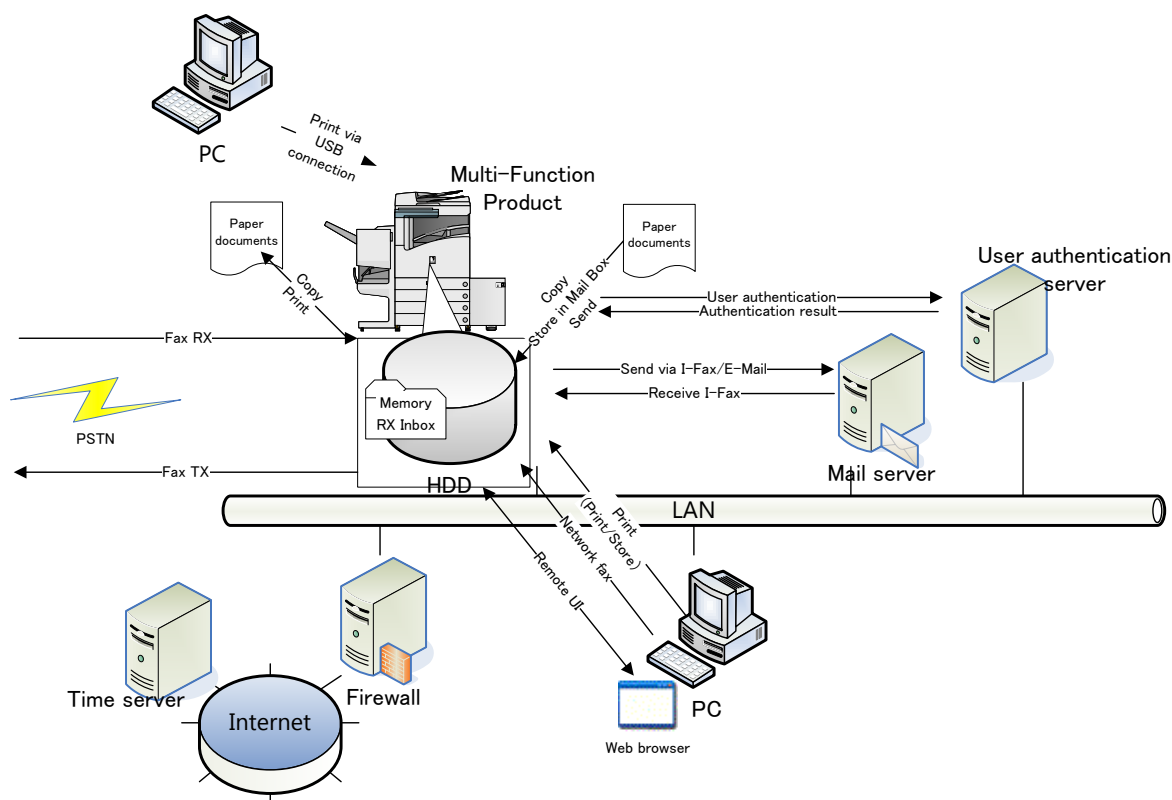 PC
Print via
USB
connection
Multi-Function
Product
Paper
documents
Paper
documents
Copy
Print
Copy
Store in Mail Box
Send
User authentication
server
User authentication
Authentication result
Fax RX
Send via I-Fax/E-Mail
Receive I-Fax
Memory
RX Inbox
PSTN
Fax TX
HDD
Mail server
LAN
Print
(Print/Store)
Network fax
Remote UI
Time server
Firewall
Internet
PC
Web browser